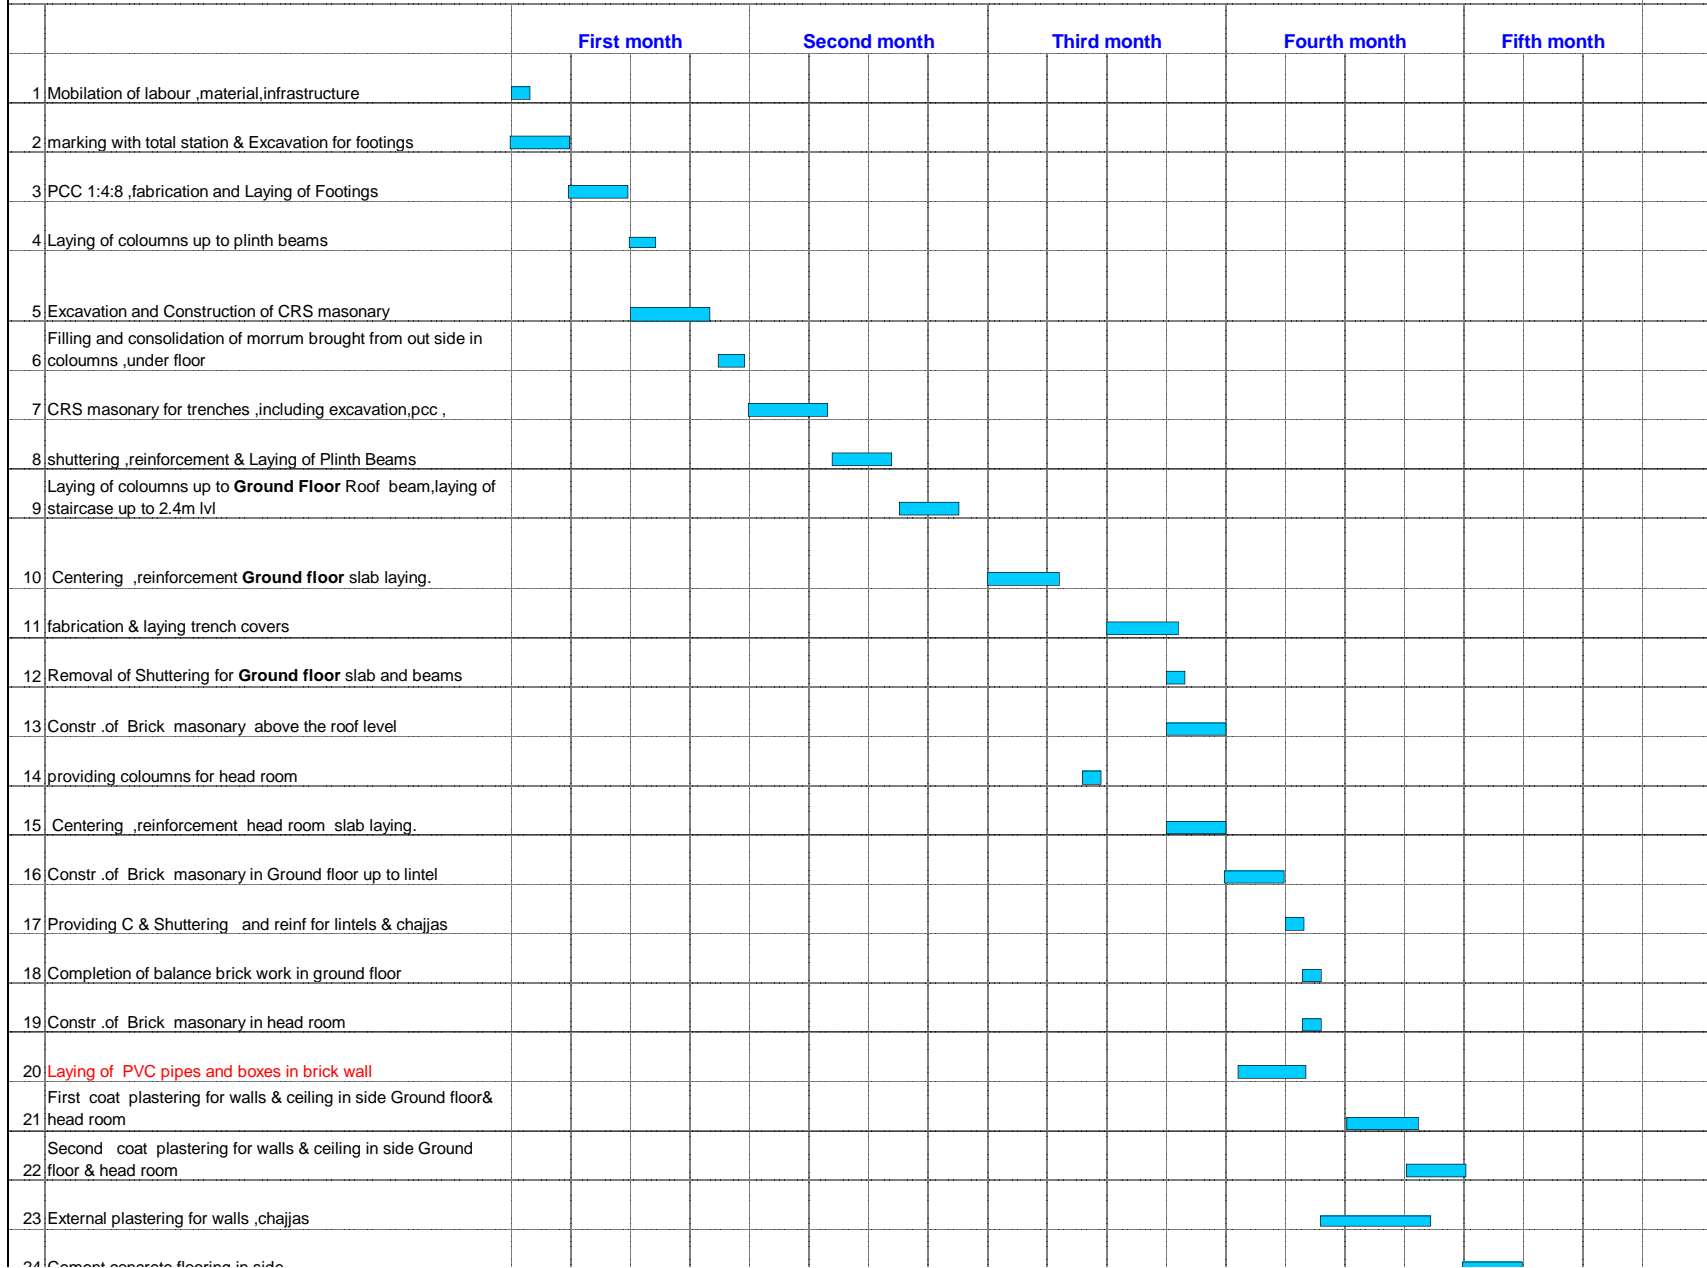 First month Second month Third month Fourth month Fifth month
1 Mobilation of labour ,material,infrastructure
2 marking with total station & Excavation for footings
3 PCC 1:4:8 ,fabrication and Laying of Footings
4 Laying of coloumns up to plinth beams
5 Excavation and Construction of CRS masonary
Filling and consolidation of morrum brought from out side in
6 coloumns ,under floor
7 CRS masonary for trenches ,including excavation,pcc ,
8 shuttering ,reinforcement & Laying of Plinth Beams
Laying of coloumns up to Ground Floor Roof beam,laying of
9 staircase up to 2.4m lvl
10 Centering ,reinforcement Ground floor slab laying.
11 fabrication & laying trench covers
12 Removal of Shuttering for Ground floor slab and beams
13 Constr .of Brick masonary above the roof level
14 providing coloumns for head room
15 Centering ,reinforcement head room slab laying.
16 Constr .of Brick masonary in Ground floor up to lintel
17 Providing C & Shuttering and reinf for lintels & chajjas
18 Completion of balance brick work in ground floor
19 Constr .of Brick masonary in head room
20 Laying of PVC pipes and boxes in brick wall
First coat plastering for walls & ceiling in side Ground floor&
21 head room
Second coat plastering for walls & ceiling in side Ground
22 floor & head room
23 External plastering for walls ,chajjas
24 Cement concrete flooring in side